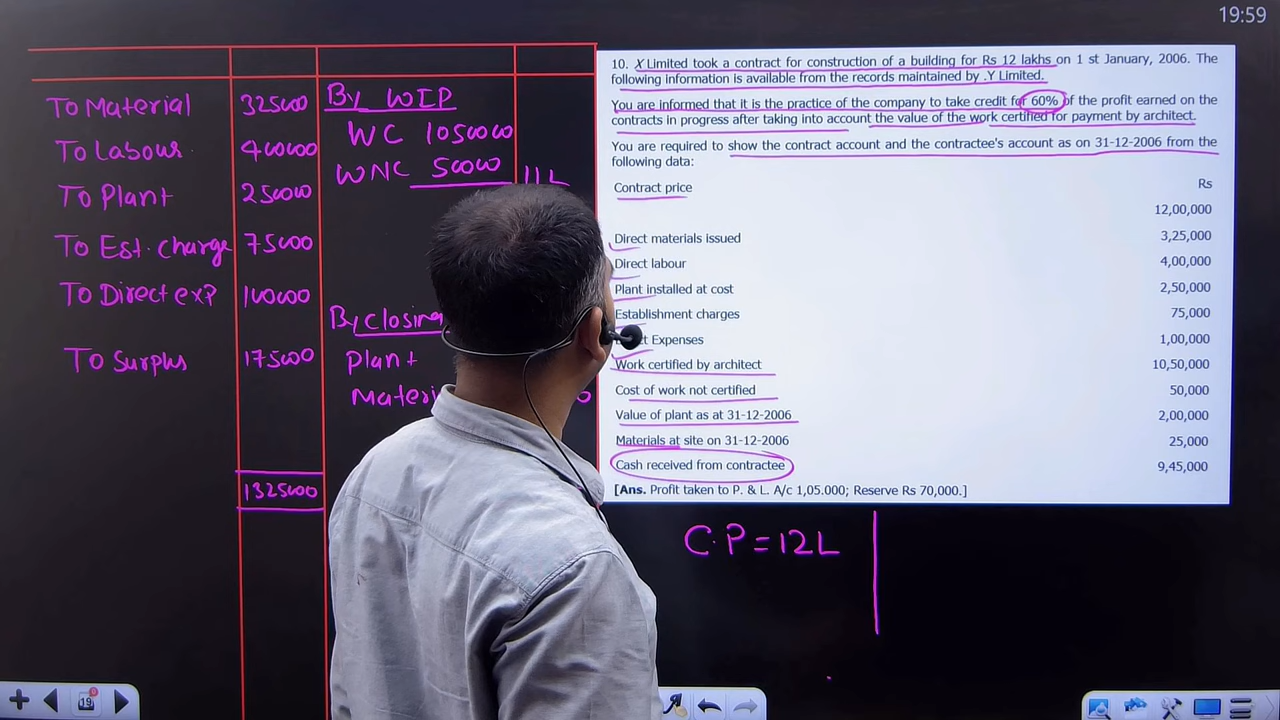 19:59
To Material 325000
To Labour 400000
To Plant 250000
To Est. charge 75000
To Direct exp 100000
To Surplus 175000
1325000
By WIP
WC 1050000
WNC 50000 11L
By Closing
Plant
Materi
10. X Limited took a contract for construction of a building for Rs 12 lakhs on 1 st January, 2006. The
following information is available from the records maintained by .Y Limited.
You are informed that it is the practice of the company to take credit for 60% of the profit earned on the
contracts in progress after taking into account the value of the work certified for payment by architect.
You are required to show the contract account and the contractee's account as on 31-12-2006 from the
following data:
Contract price Rs
12,00,000
Direct materials issued 3,25,000
Direct labour 4,00,000
Plant installed at cost 2,50,000
Establishment charges 75,000
Expenses 1,00,000
Work certified by architect 10,50,000
Cost of work not certified 50,000
Value of plant as at 31-12-2006 2,00,000
Materials at site on 31-12-2006 25,000
Cash received from contractee 9,45,000
[Ans. Profit taken to P. & L. A/c 1,05.000; Reserve Rs 70,000.]
C.P = 12L
19